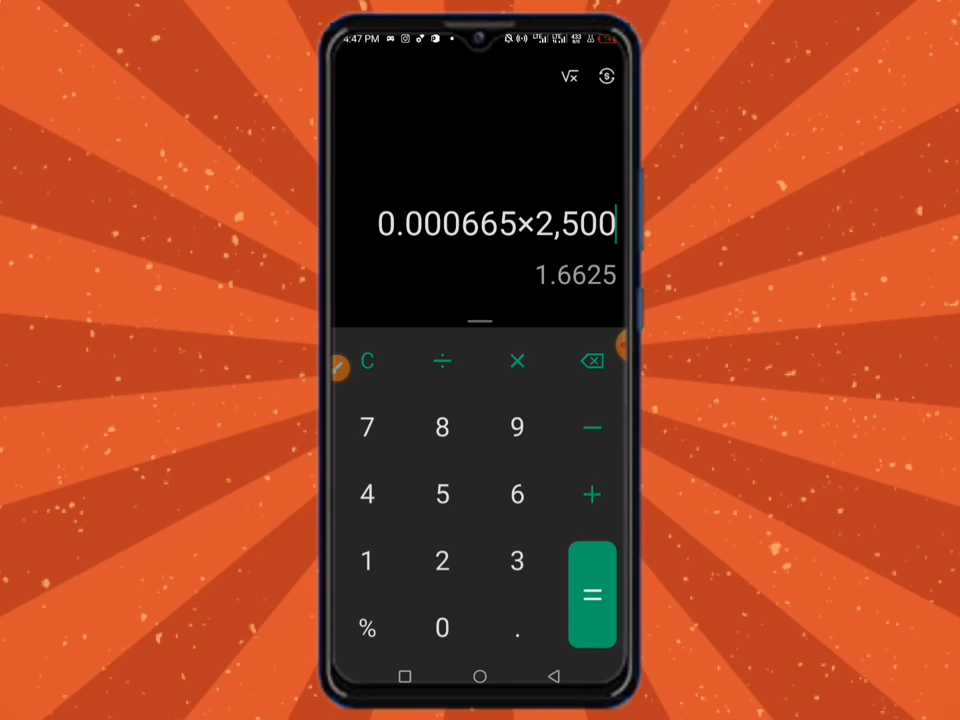 4:47 PM
0.000665×2,500
1.6625
C ÷ ×
7 8 9 −
4 5 6 +
1 2 3
% 0 . =